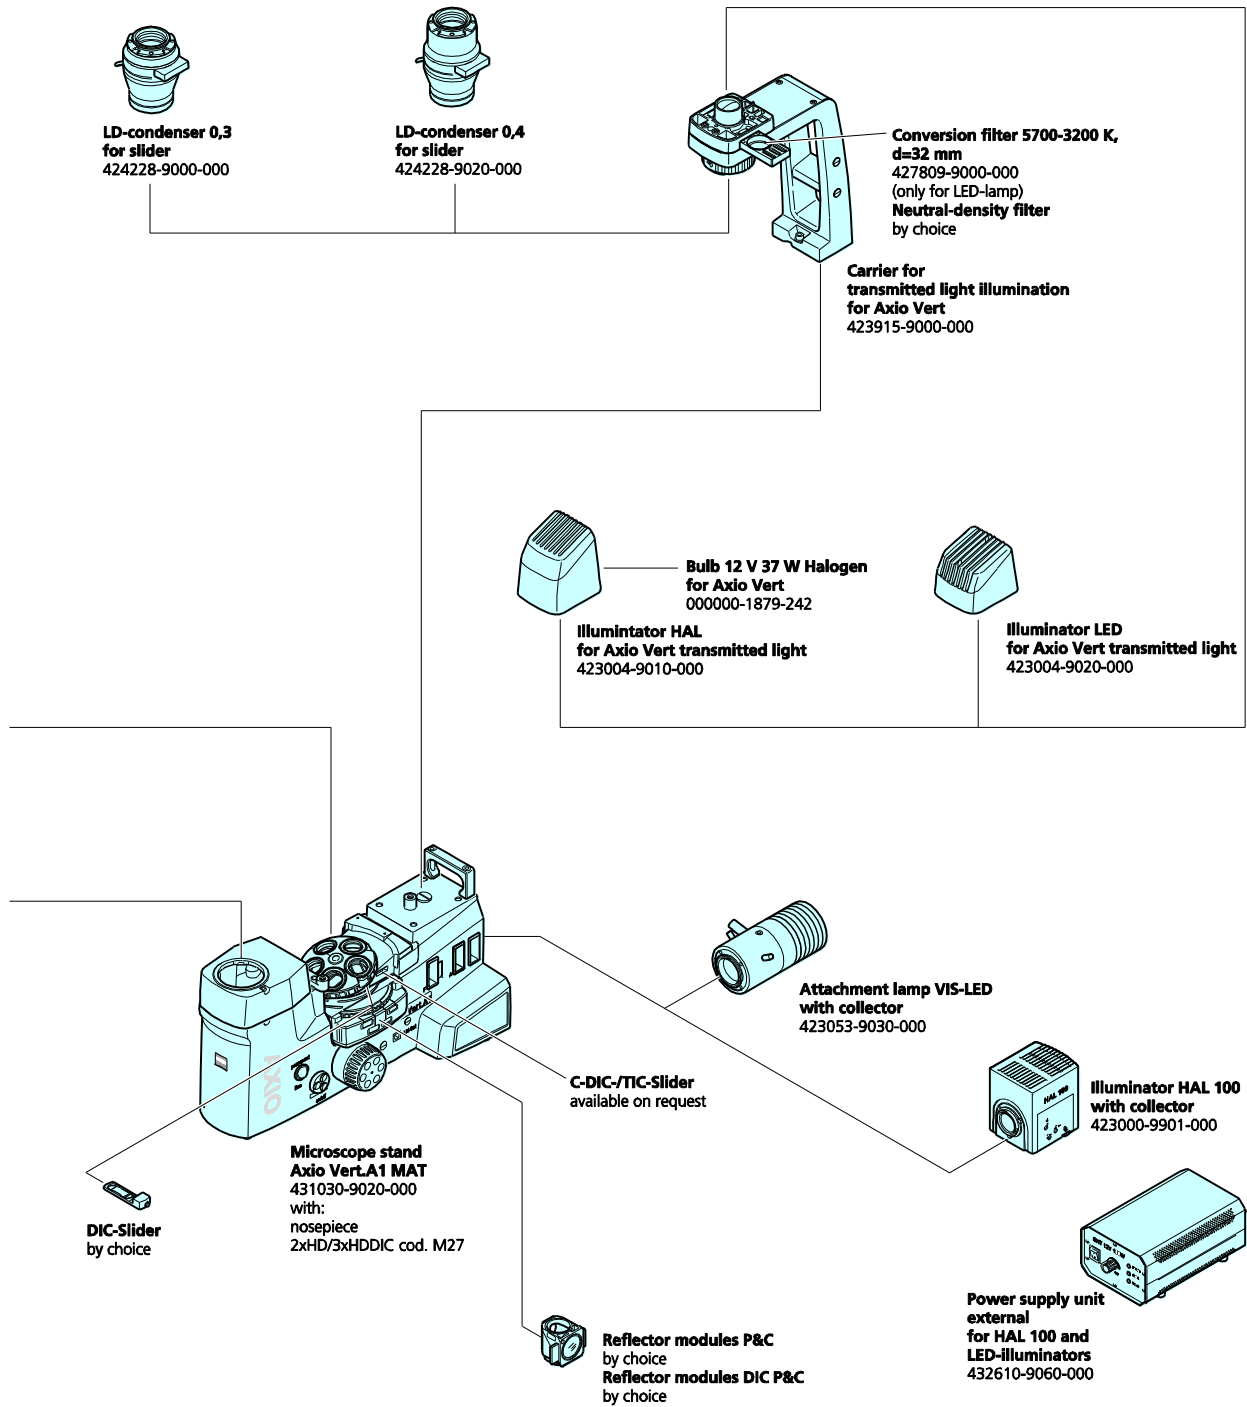 LD-condenser 0,3
for slider
424228-9000-000
LD-condenser 0,4
for slider
424228-9020-000
Conversion filter 5700-3200 K,
d=32 mm
427809-9000-000
(only for LED-lamp)
Neutral-density filter
by choice
Carrier for
transmitted light illumination
for Axio Vert
423915-9000-000
Bulb 12 V 37 W Halogen
for Axio Vert
000000-1879-242
Illumintator HAL
for Axio Vert transmitted light
423004-9010-000
Illuminator LED
for Axio Vert transmitted light
423004-9020-000
Attachment lamp VIS-LED
with collector
423053-9030-000
AXIO
Vert.A1
C-DIC-/TIC-Slider
available on request
HAL 100
Illuminator HAL 100
with collector
423000-9901-000
Microscope stand
Axio Vert.A1 MAT
431030-9020-000
with:
nosepiece
2xHD/3xHDDIC cod. M27
DIC-Slider
by choice
Power supply unit
external
for HAL 100 and
LED-illuminators
432610-9060-000
Reflector modules P&C
by choice
Reflector modules DIC P&C
by choice